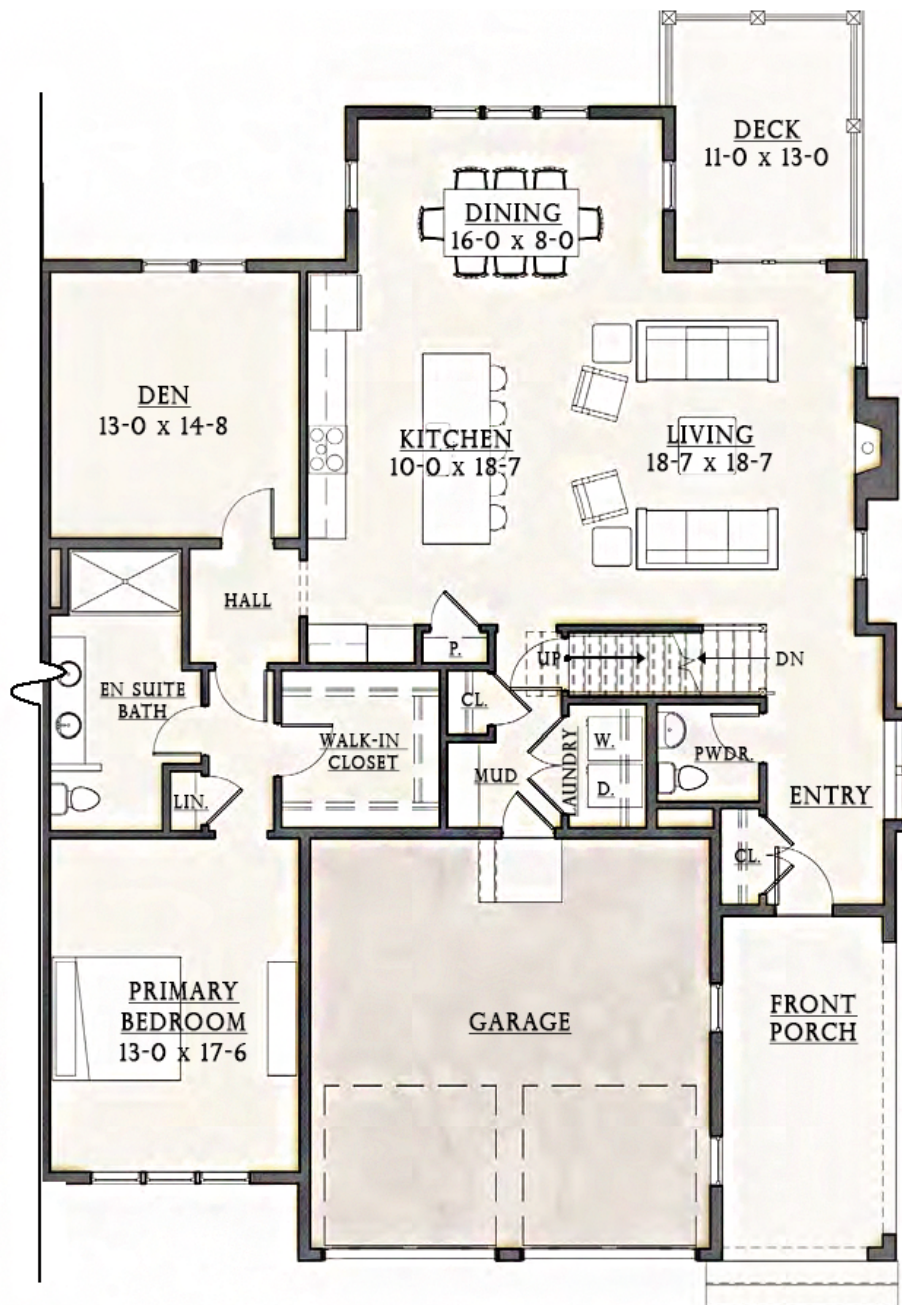 DECK
11-0 x 13-0
DINING
16-0 x 8-0
DEN
13-0 x 14-8
KITCHEN
10-0 x 18-7
LIVING
18-7 x 18-7
HALL
P.
UP
DN
EN SUITE
BATH
WALK-IN
CLOSET
CL.
MUD
LAUNDRY
W.
D.
PWDR.
ENTRY
LIN.
CL.
PRIMARY
BEDROOM
13-0 x 17-6
GARAGE
FRONT
PORCH